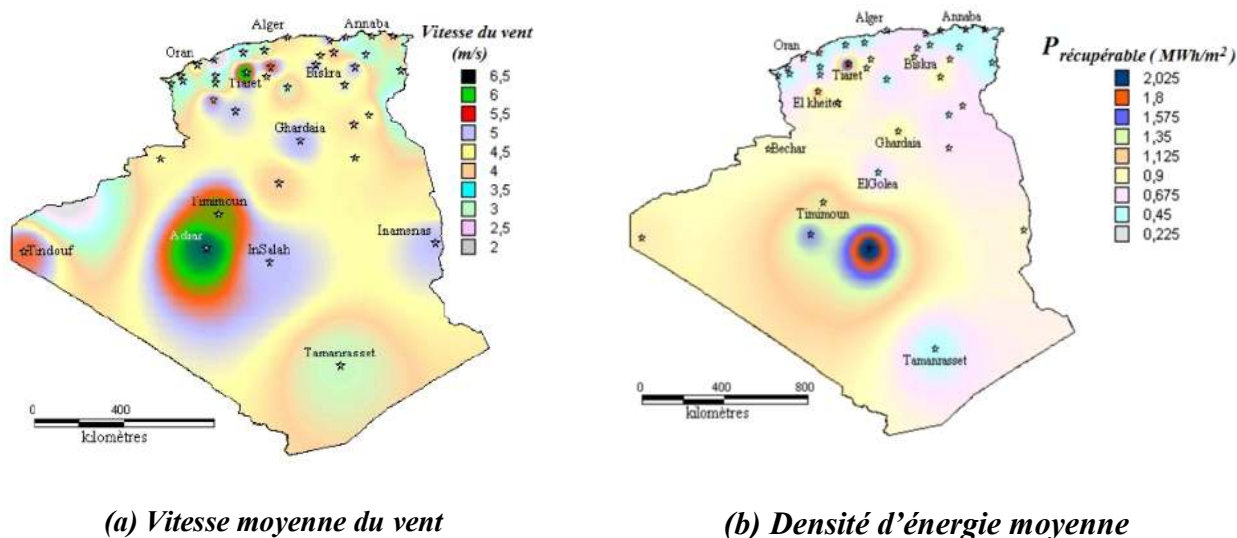 Alger
Annaba
Oran
Tiaret
Biskra
Ghardaia
Timimoun
Adrar
InSalah
Inamenas
Tindouf
Tamanrasset
Vitesse du vent
(m/s)
6,5
6
5,5
5
4,5
4
3,5
3
2,5
2
0 400
kilomètres
(a) Vitesse moyenne du vent
Alger
Annaba
Oran
Tiaret
Biskra
El kheiter
Ghardaia
Bechar
ElGolea
Timimoun
Tamanrasset
P récupérable ( MWh/m²)
2,025
1,8
1,575
1,35
1,125
0,9
0,675
0,45
0,225
0 400 800
kilomètres
(b) Densité d’énergie moyenne